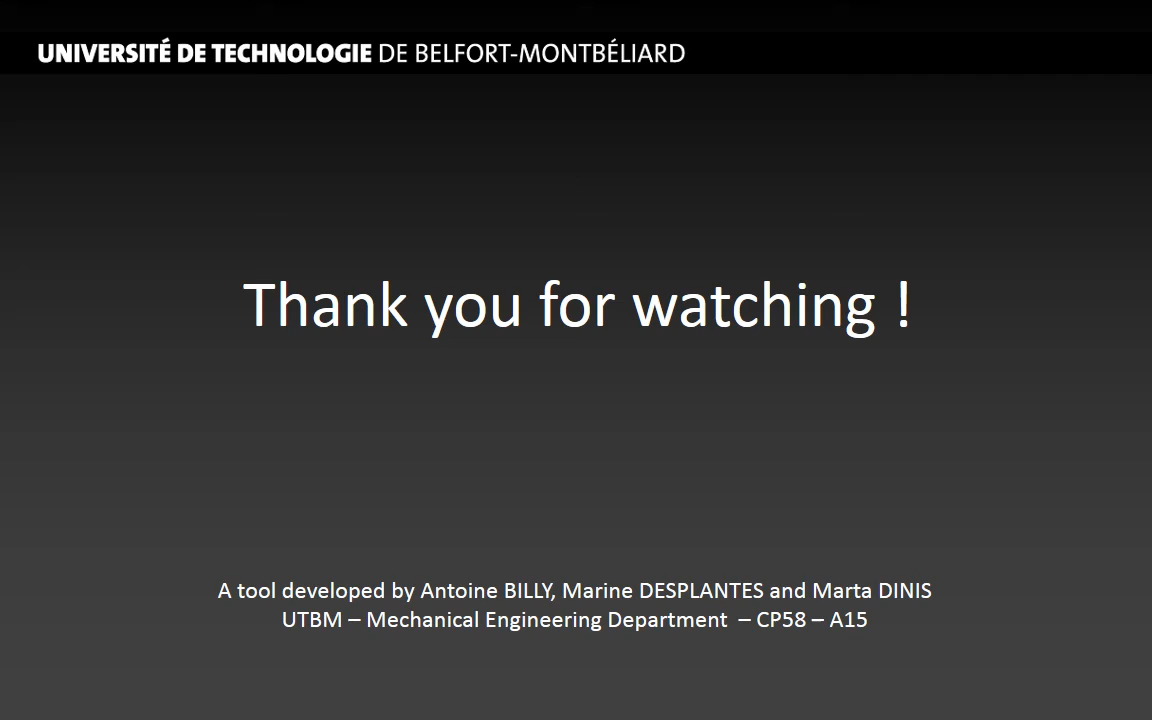 UNIVERSITÉ DE TECHNOLOGIE DE BELFORT-MONTBÉLIARD
Thank you for watching !
A tool developed by Antoine BILLY, Marine DESPLANTES and Marta DINIS
UTBM – Mechanical Engineering Department – CP58 – A15